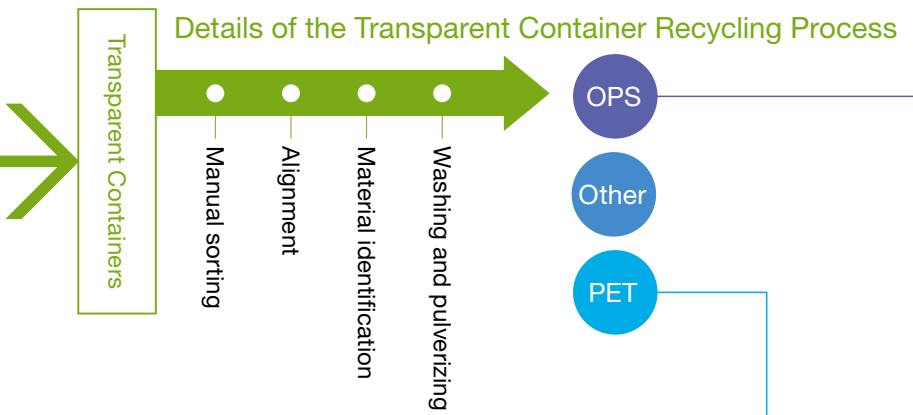 Details of the Transparent Container Recycling Process
Transparent Containers
Manual sorting
Alignment
Material identification
Washing and pulverizing
OPS
Other
PET